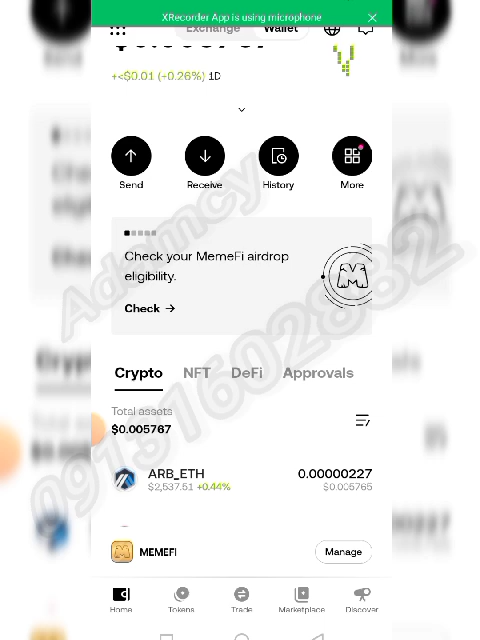 XRecorder App is using microphone
Exchange Wallet
+<$0.01 (+0.26%) 1D
Send Receive History More
Check your MemeFi airdrop
eligibility.
Check →
Crypto NFT DeFi Approvals
Total assets
$0.005767
ARB_ETH 0.00000227
$2,537.51 +0.44% $0.005765
MEMEFI Manage
Home Tokens Trade Marketplace Discover
09131602882